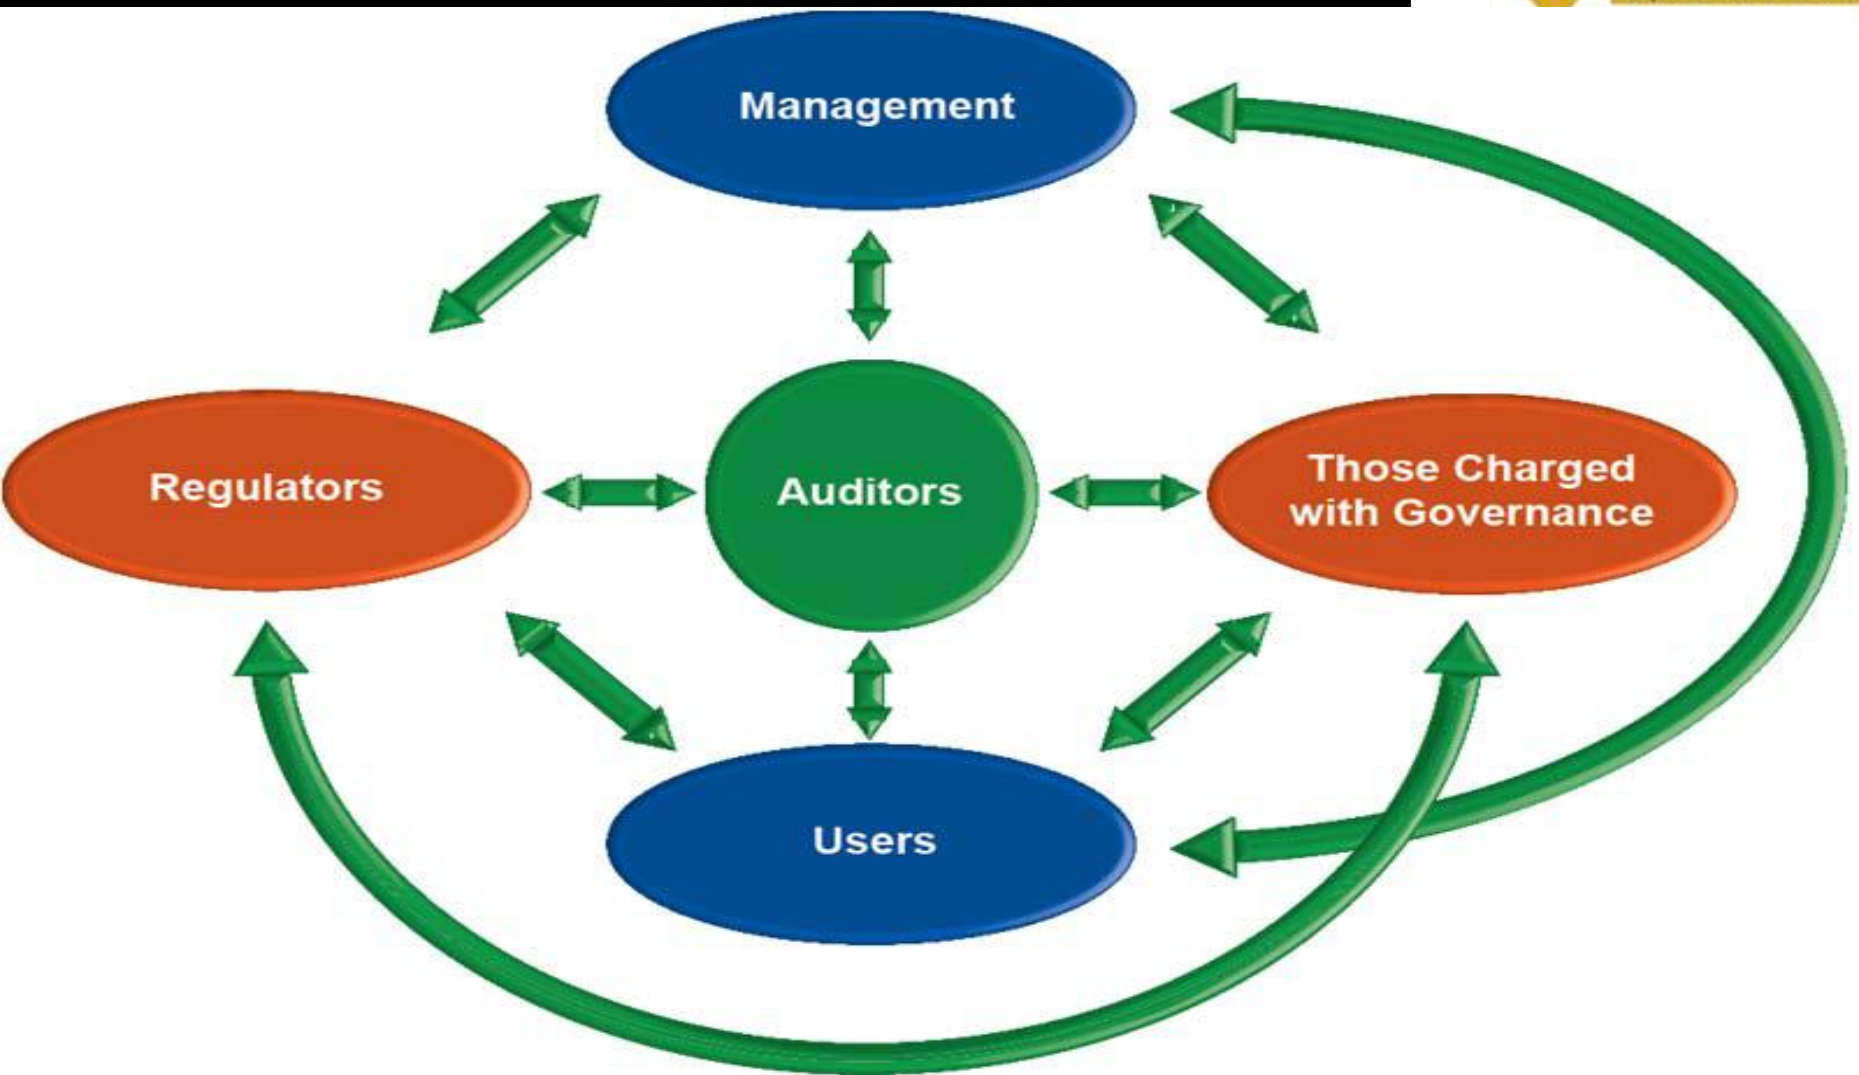 Management
Regulators
Auditors
Those Charged
with Governance
Users